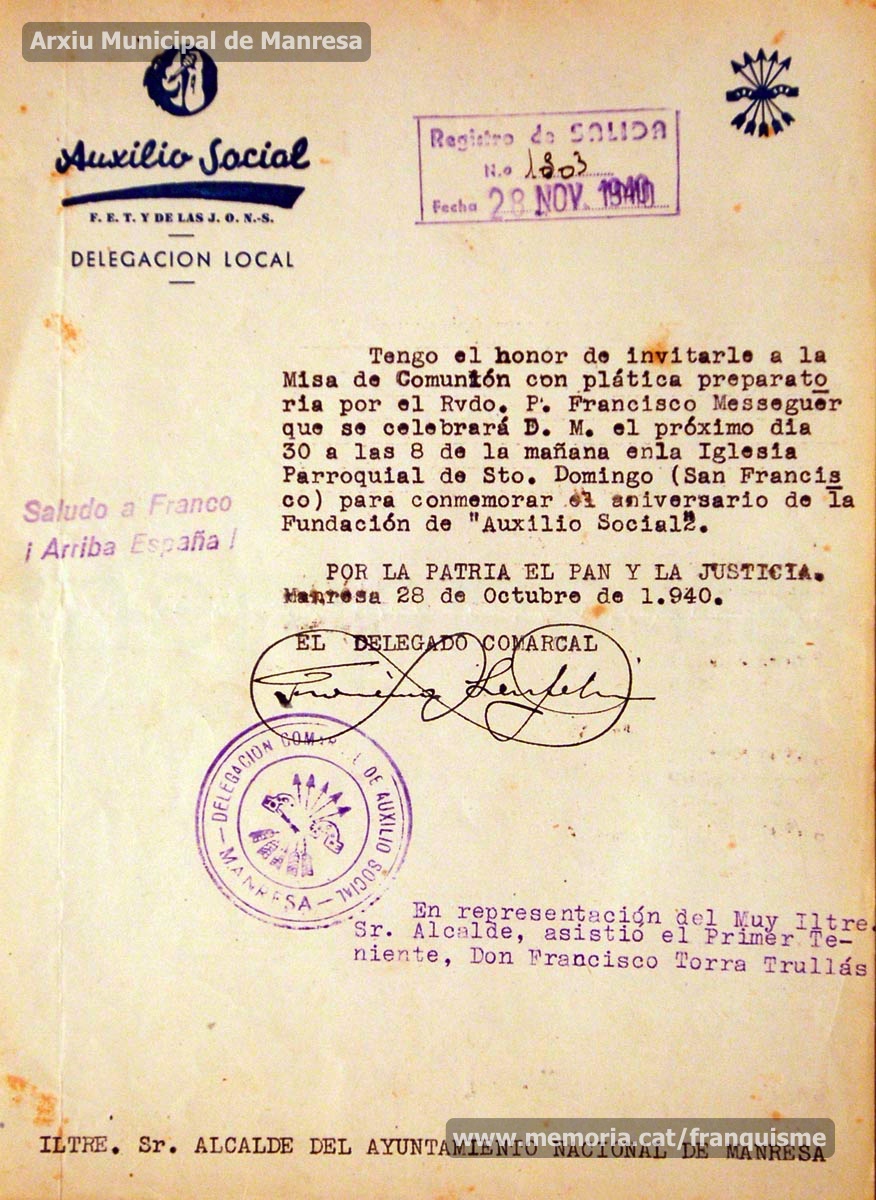 Arxiu Municipal de Manresa
Auxilio Social
F. E. T. Y DE LAS J. O. N.-S.
DELEGACION LOCAL
Registro de SALIDA
N.o 1803
Fecha 28 NOV. 1940
Tengo el honor de invitarle a la
Misa de Comunión con plática preparato
ria por el Rvdo. P. Francisco Messeguer
que se celebrará D. M. el próximo dia
30 a las 8 de la mañana enla Iglesia
Parroquial de Sto. Domingo (San Francis
co) para conmemorar el aniversario de la
Fundación de "Auxilio Social".
Saludo a Franco
¡ Arriba España !
POR LA PATRIA EL PAN Y LA JUSTICIA.
Manresa 28 de Octubre de 1.940.
EL DELEGADO COMARCAL
DELEGACION COMARCAL DE AUXILIO SOCIAL
— MANRESA —
En representación del Muy Iltre.
Sr. Alcalde, asistió el Primer Te-
niente, Don Francisco Torra Trullás
www.memoria.cat/franquisme
ILTRE. Sr. ALCALDE DEL AYUNTAMIENTO NACIONAL DE MANRESA